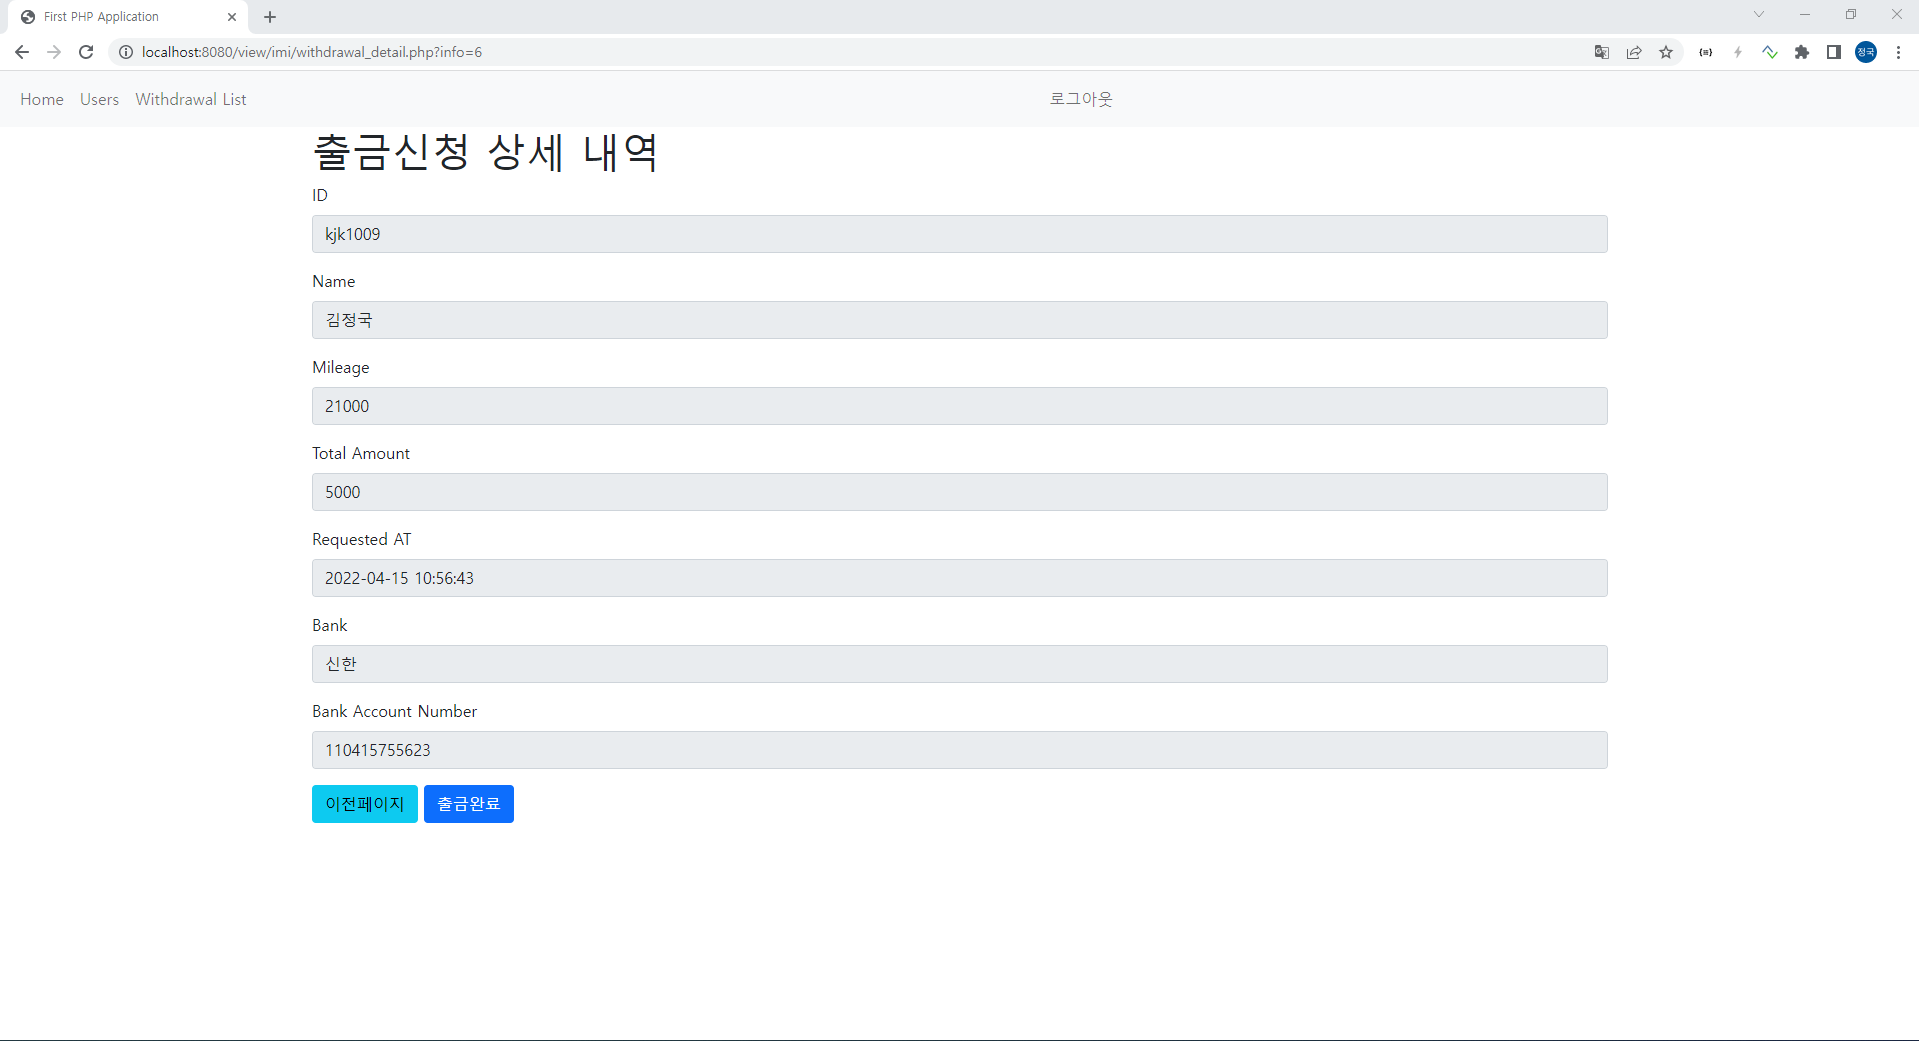 First PHP Application
localhost:8080/view/imi/withdrawal_detail.php?info=6
정국
Home Users Withdrawal List 로그아웃
출금신청 상세 내역
ID
kjk1009
Name
김정국
Mileage
21000
Total Amount
5000
Requested AT
2022-04-15 10:56:43
Bank
신한
Bank Account Number
110415755623
이전페이지 출금완료